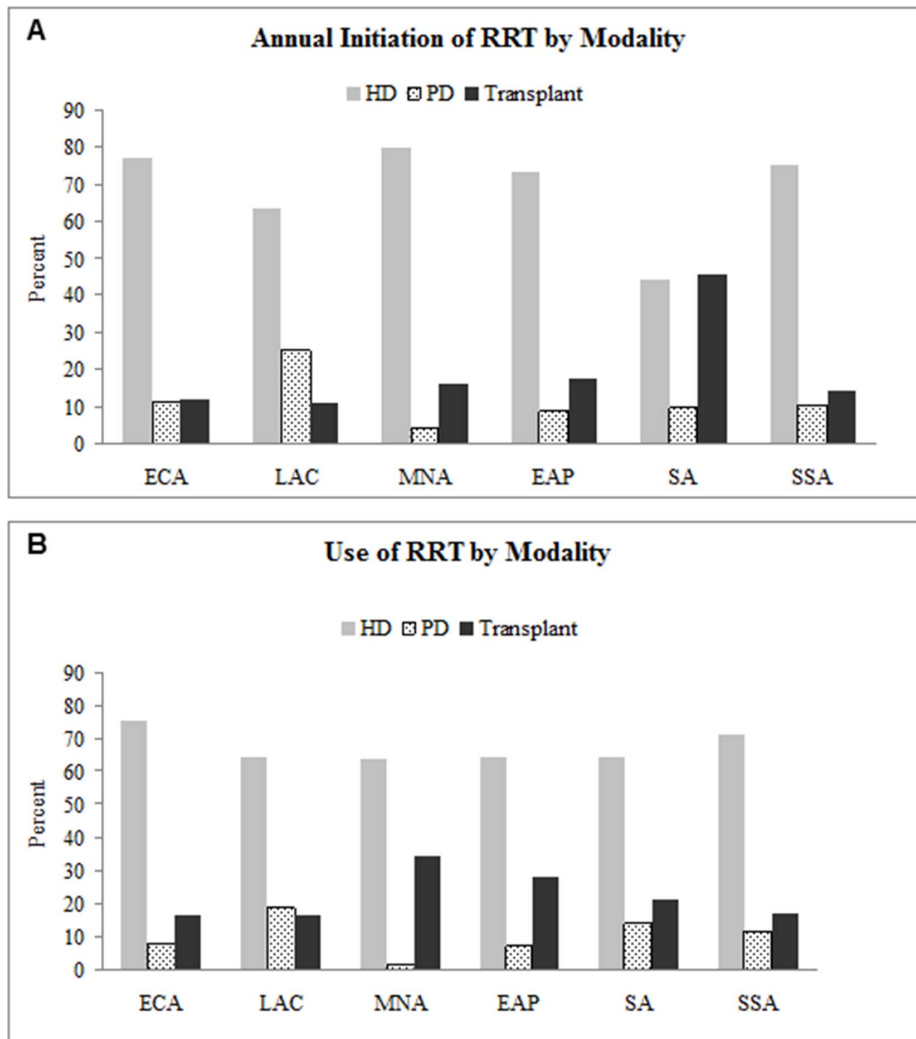 A
Annual Initiation of RRT by Modality
HD PD Transplant
90
80
70
60
50
40
30
20
10
0
Percent
ECA LAC MNA EAP SA SSA
B
Use of RRT by Modality
HD PD Transplant
90
80
70
60
50
40
30
20
10
0
Percent
ECA LAC MNA EAP SA SSA